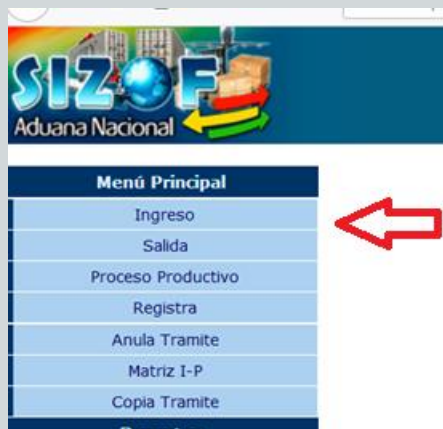 SIZOF
Aduana Nacional
Menú Principal
Ingreso
Salida
Proceso Productivo
Registra
Anula Tramite
Matriz I-P
Copia Tramite